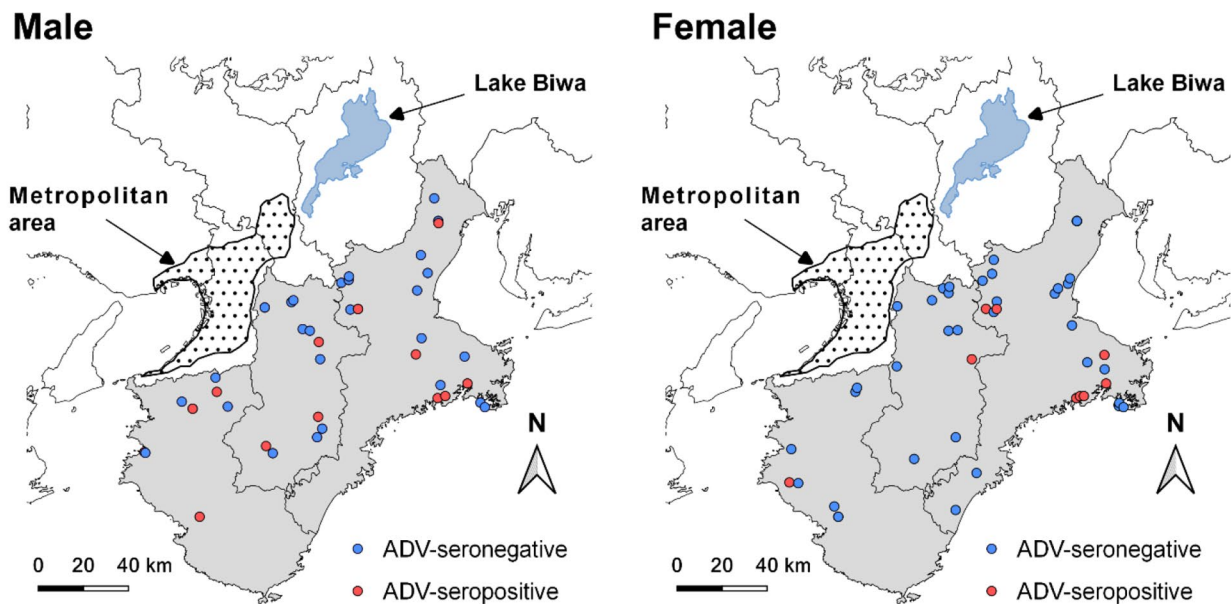 Male
Lake Biwa
Metropolitan
area
N
0 20 40 km
ADV-seronegative
ADV-seropositive
Female
Lake Biwa
Metropolitan
area
N
0 20 40 km
ADV-seronegative
ADV-seropositive